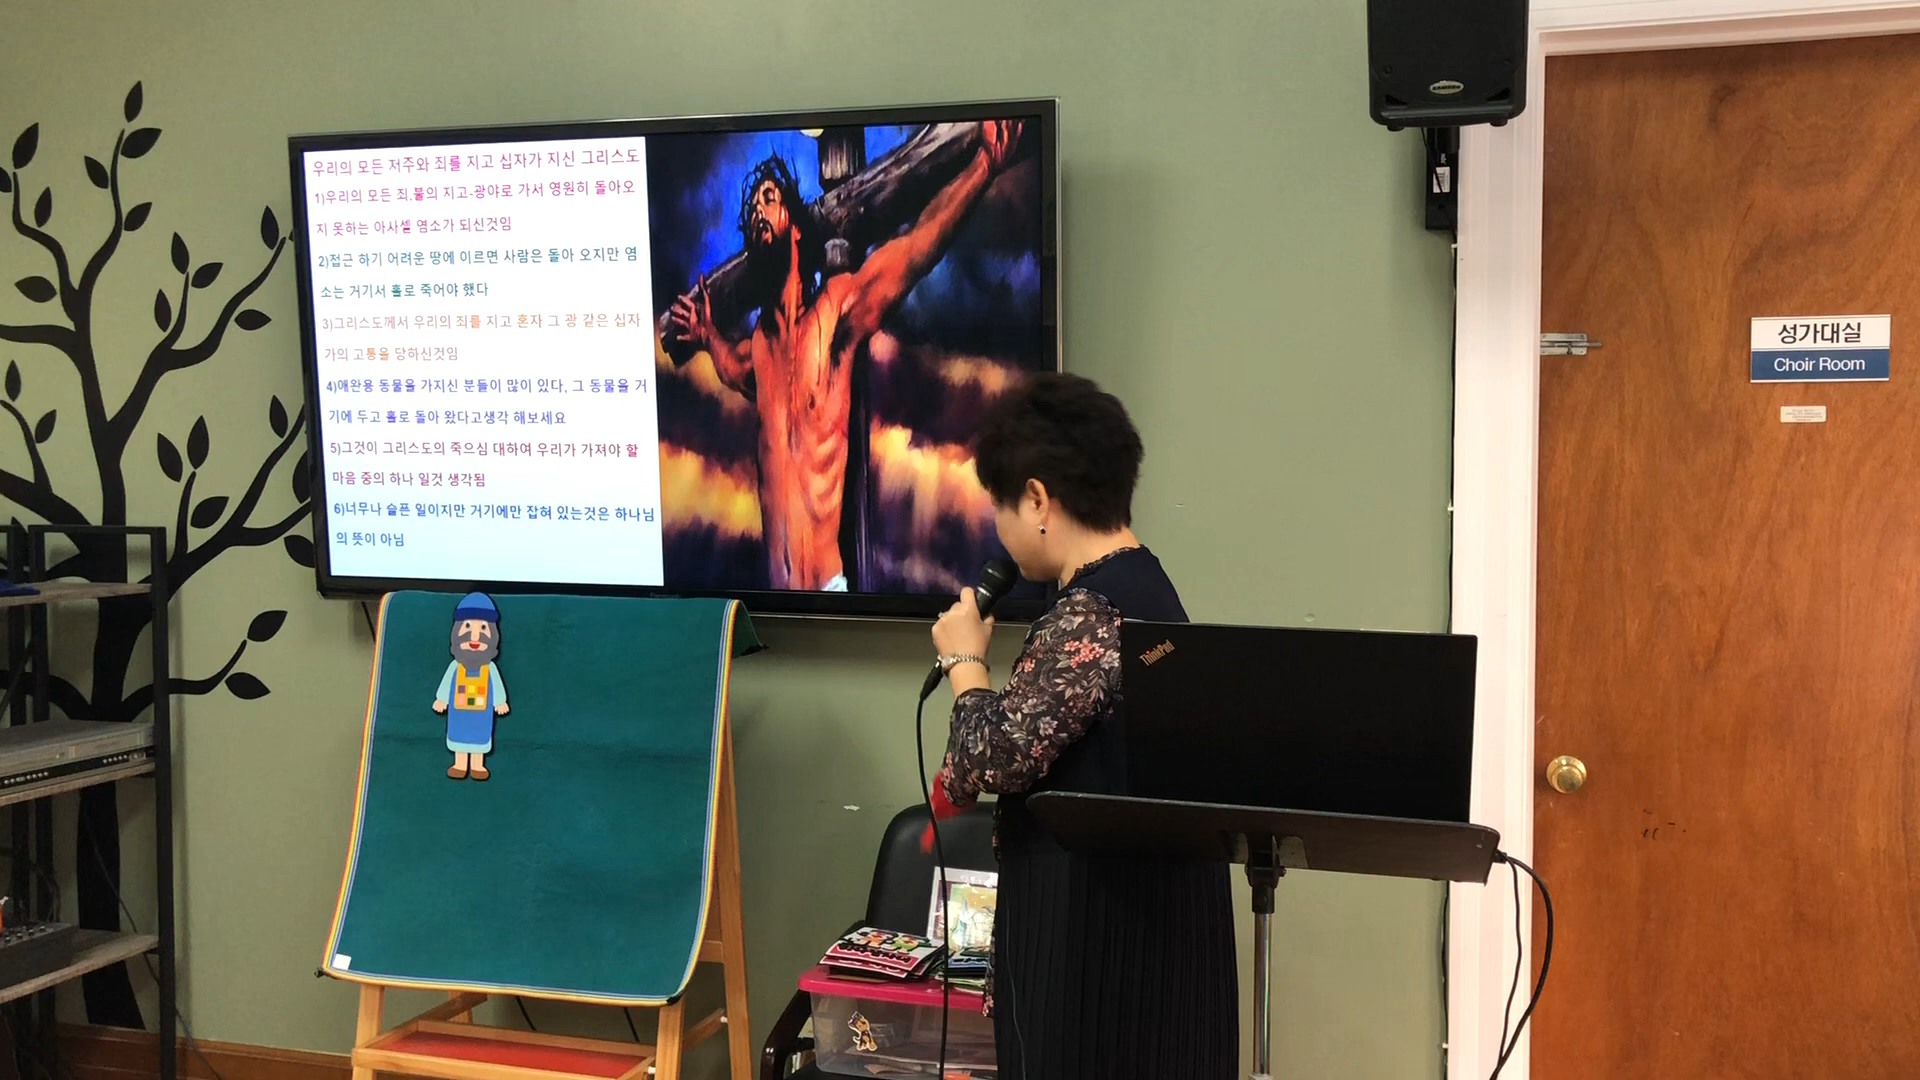 우리의 모든 저주와 죄를 지고 십자가 지신 그리스도
1)우리의 모든 죄.불의 지고-광야로 가서 영원히 돌아오
지 못하는 아사셀 염소가 되신것임
2)접근 하기 어려운 땅에 이르면 사람은 돌아 오지만 염
소는 거기서 홀로 죽어야 했다
3)그리스도께서 우리의 죄를 지고 혼자 그 광 같은 십자
가의 고통을 당하신것임
4)애완용 동물을 가지신 분들이 많이 있다, 그 동물을 거
기에 두고 홀로 돌아 왔다고생각 해보세요
5)그것이 그리스도의 죽으심 대하여 우리가 가져야 할
마음 중의 하나 일것 생각됨
6)너무나 슬픈 일이지만 거기에만 잡혀 있는것은 하나님
의 뜻이 아님
SAMSON
성가대실
Choir Room
ThinkPad